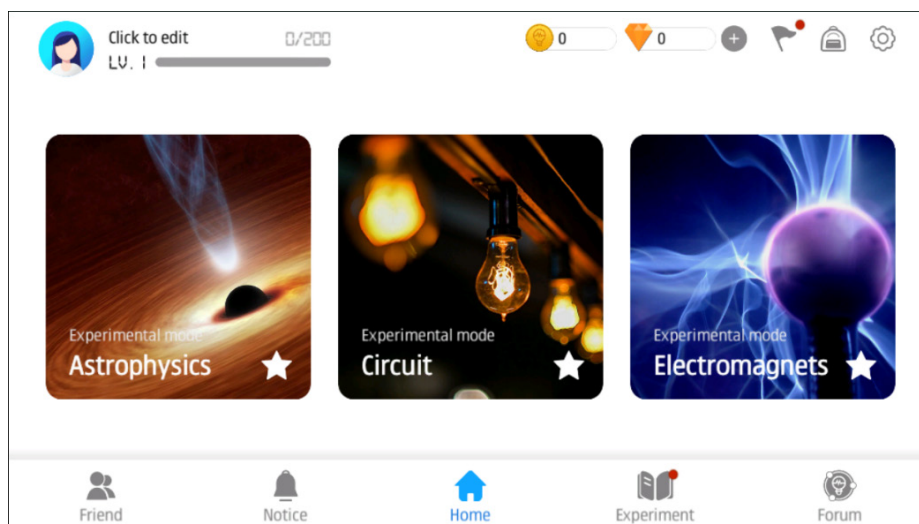 Click to edit 0/200
LV. 1
0
0
Experimental mode
Astrophysics
Experimental mode
Circuit
Experimental mode
Electromagnets
Friend
Notice
Home
Experiment
Forum